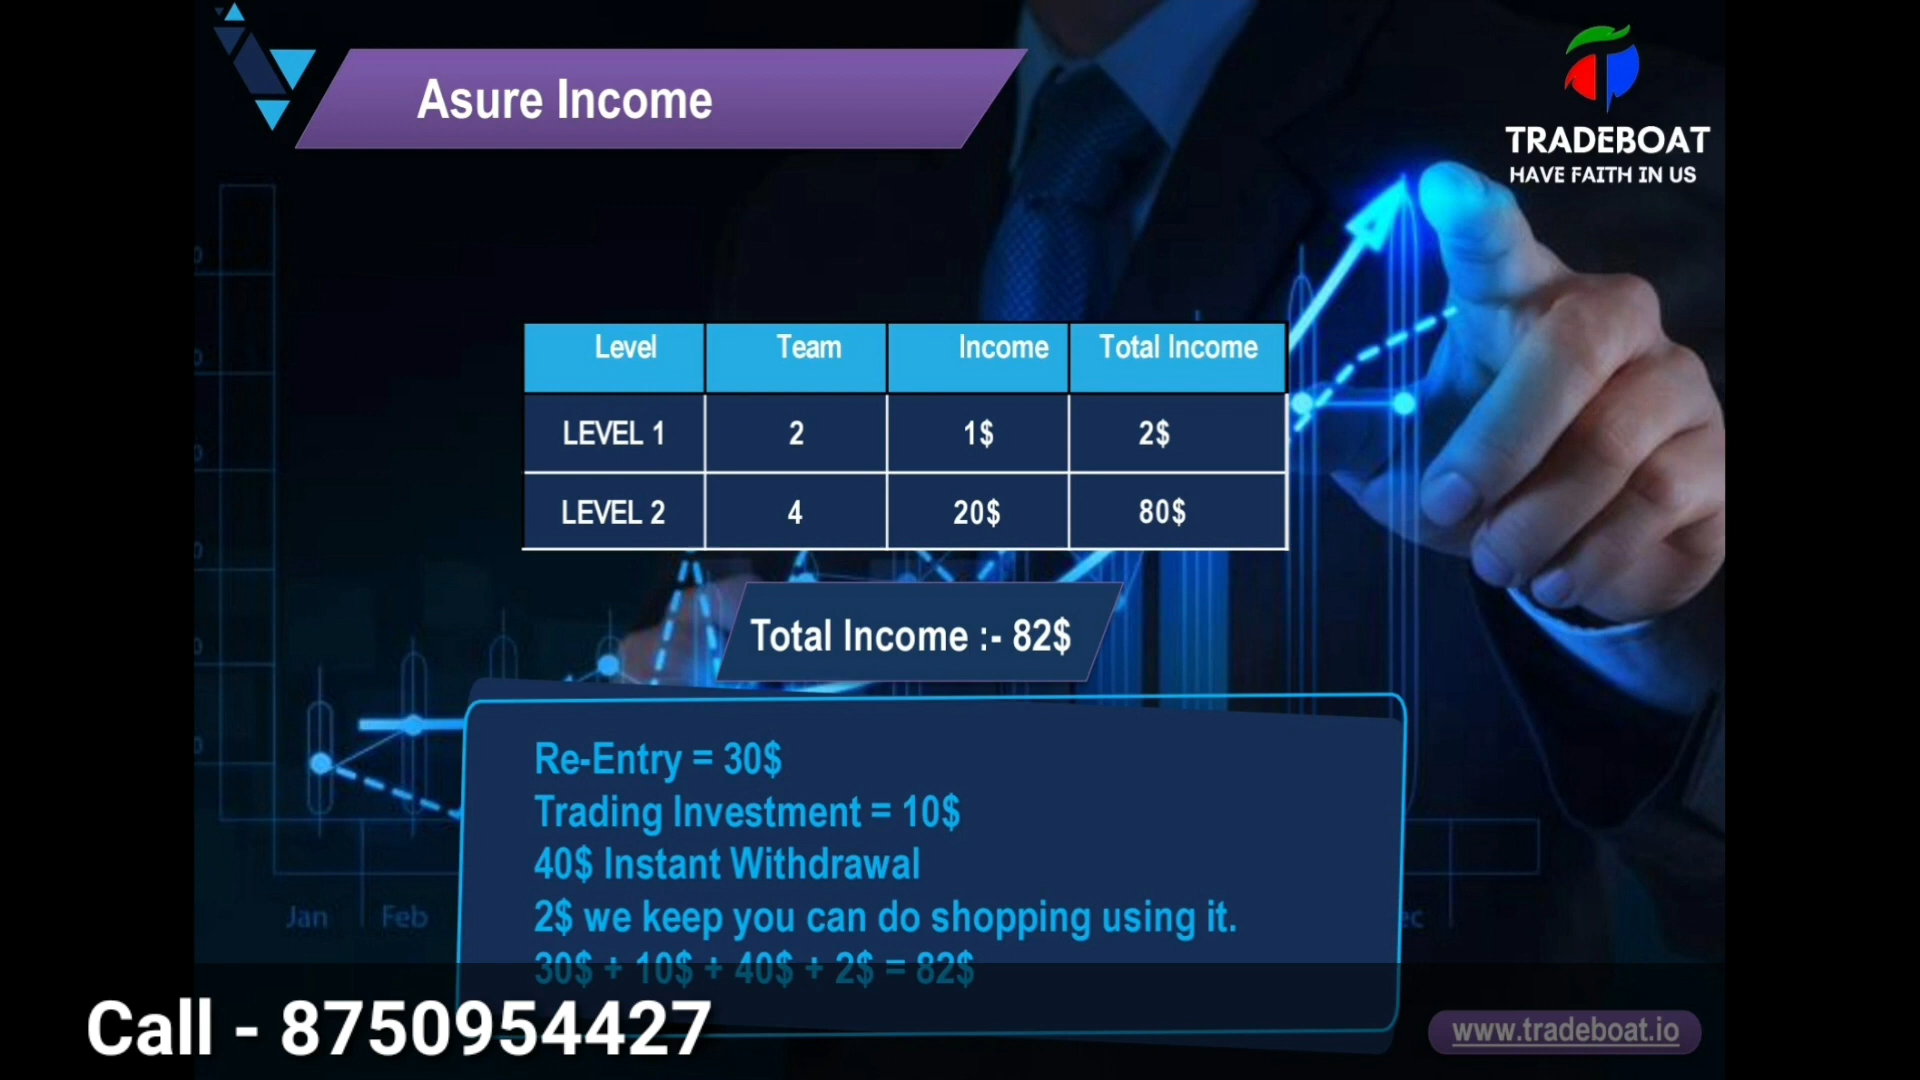 Asure Income
TRADEBOAT
HAVE FAITH IN US
Level Team Income Total Income
LEVEL 1 2 1$ 2$
LEVEL 2 4 20$ 80$
Total Income :- 82$
Re-Entry = 30$
Trading Investment = 10$
40$ Instant Withdrawal
2$ we keep you can do shopping using it.
30$ + 10$ + 40$ + 2$ = 82$
Jan Feb
Call - 8750954427
www.tradeboat.io